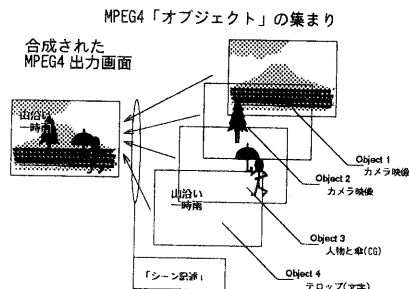 MPEG4「オブジェクト」の集まり
合成された
MPEG4 出力画面
山沿い
一時雨
山沿い
一時雨
Object 1
カメラ映像
Object 2
カメラ映像
Object 3
人物と傘(CG)
Object 4
テロップ(文字)
「シーン記述」